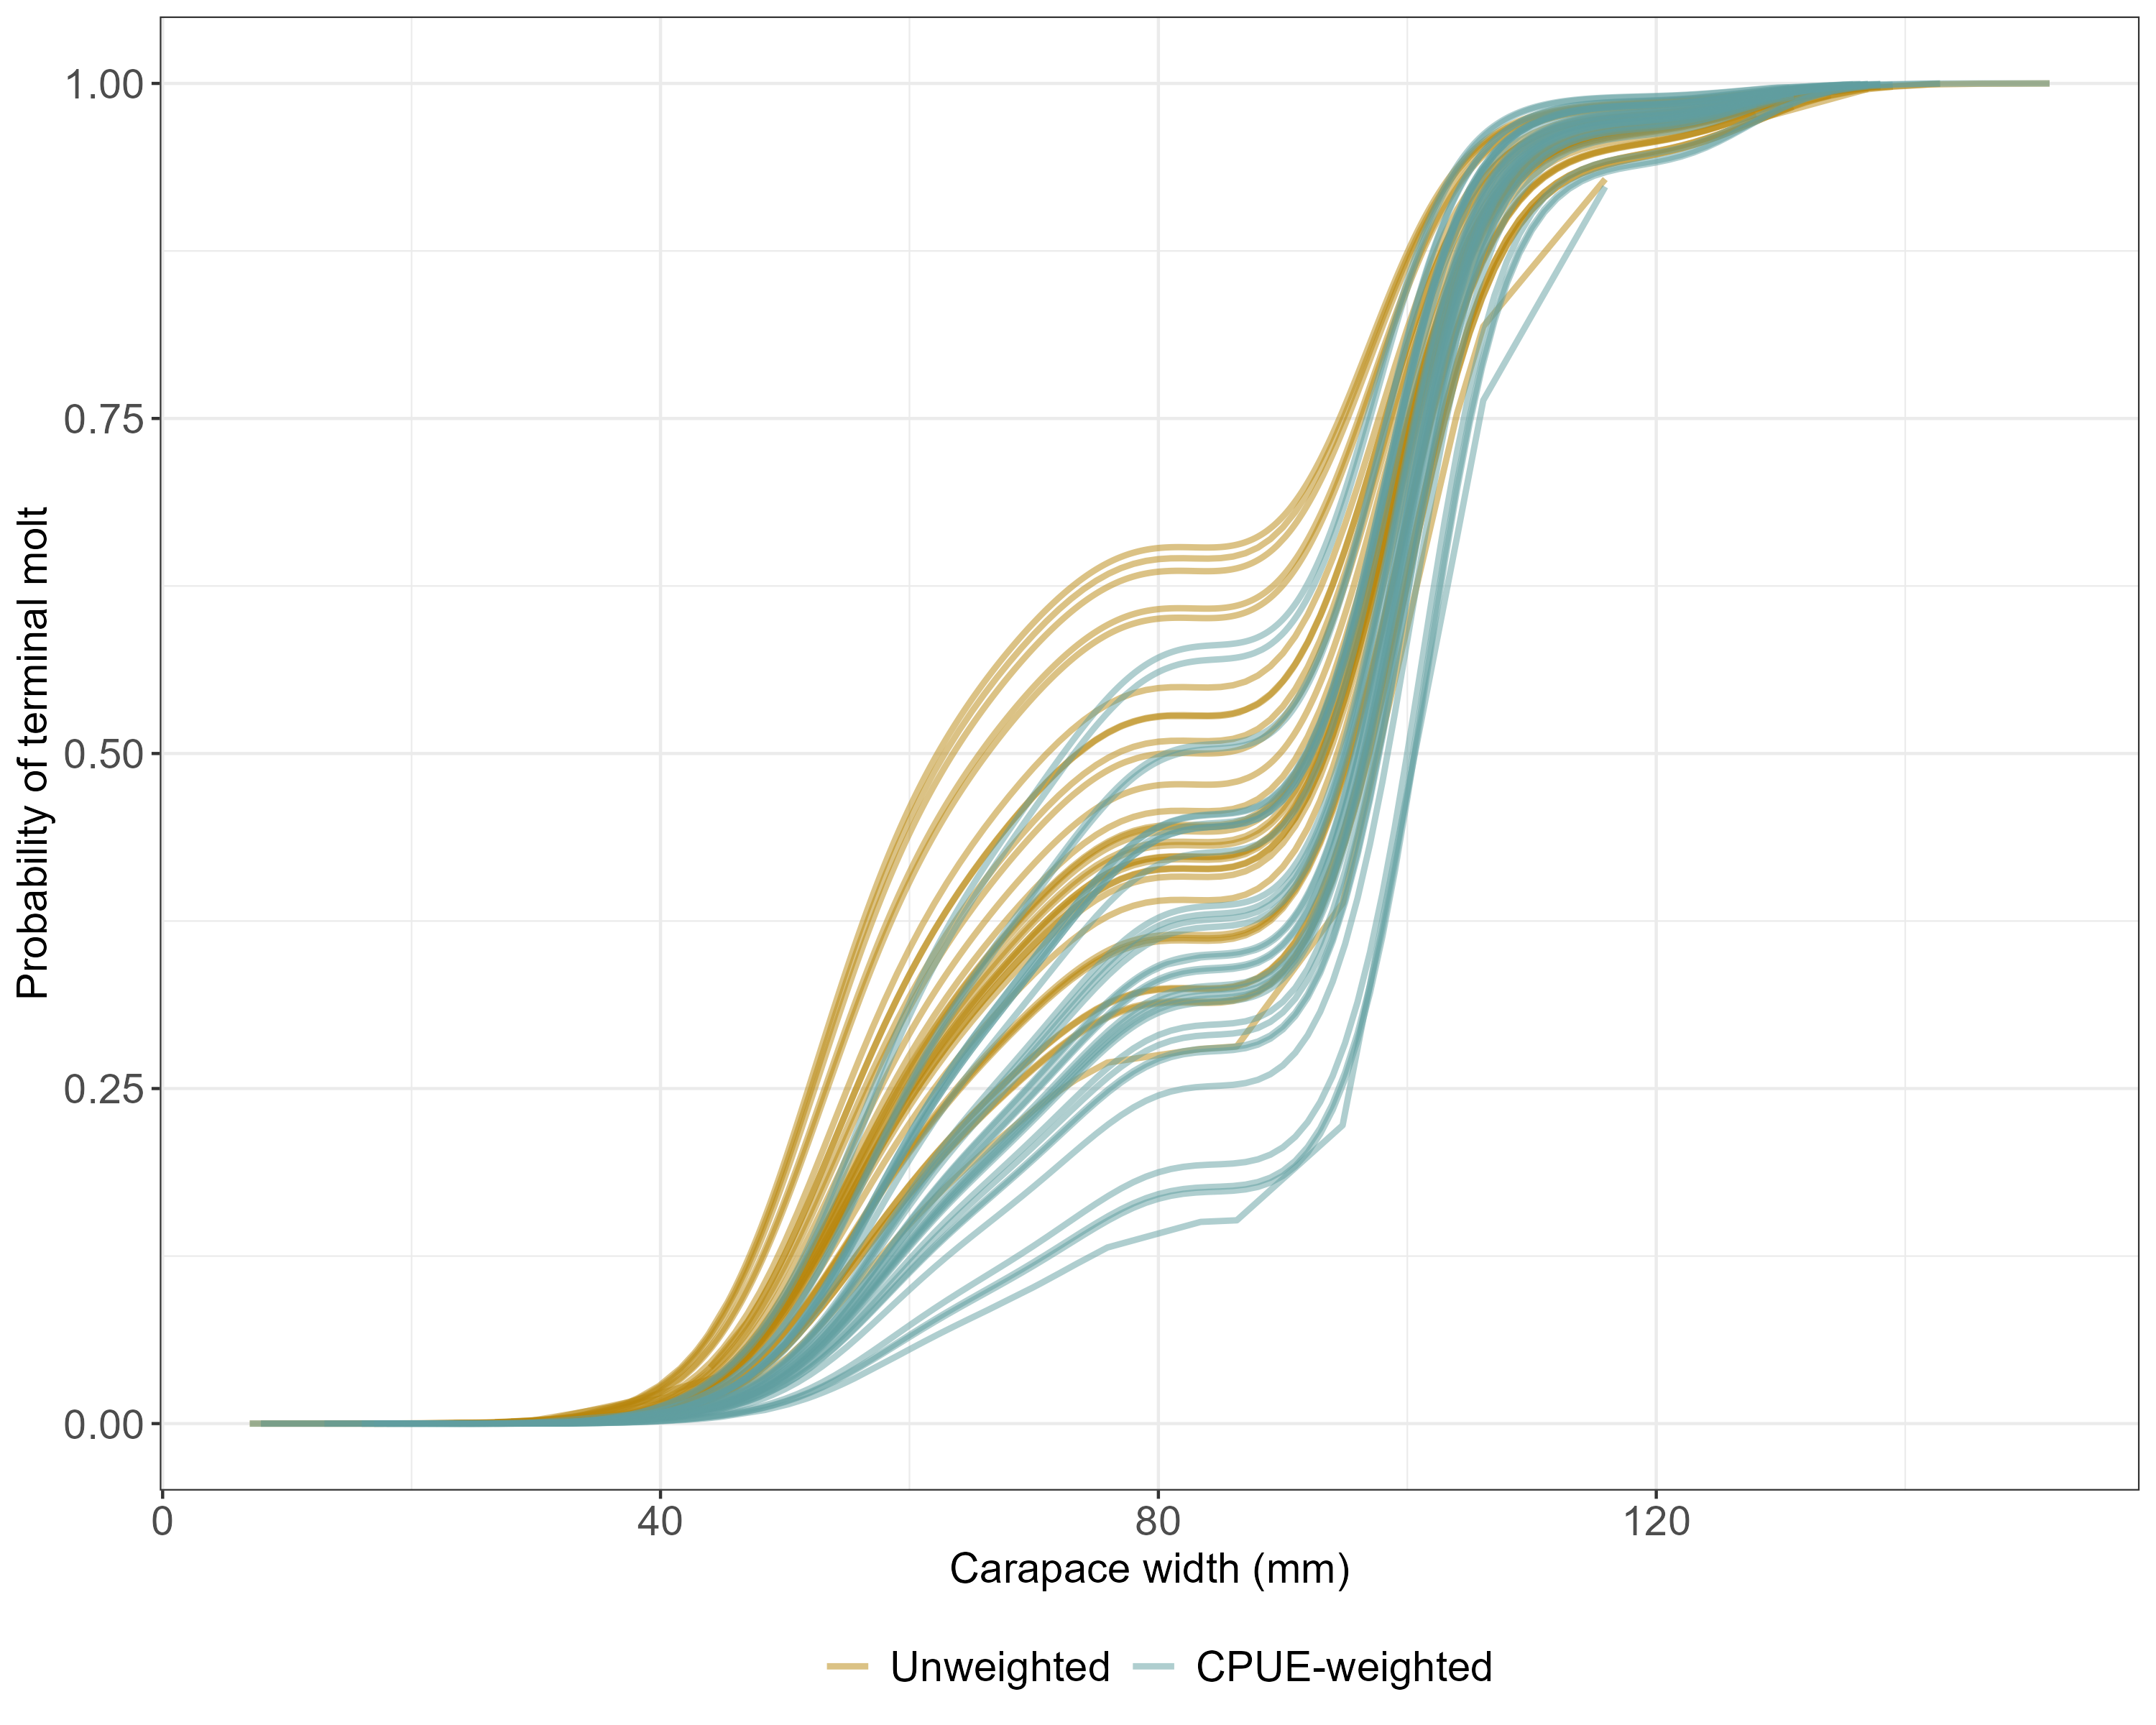 1.00
0.75
0.50
0.25
0.00
Probability of terminal molt
0 40 80 120
Carapace width (mm)
Unweighted CPUE-weighted